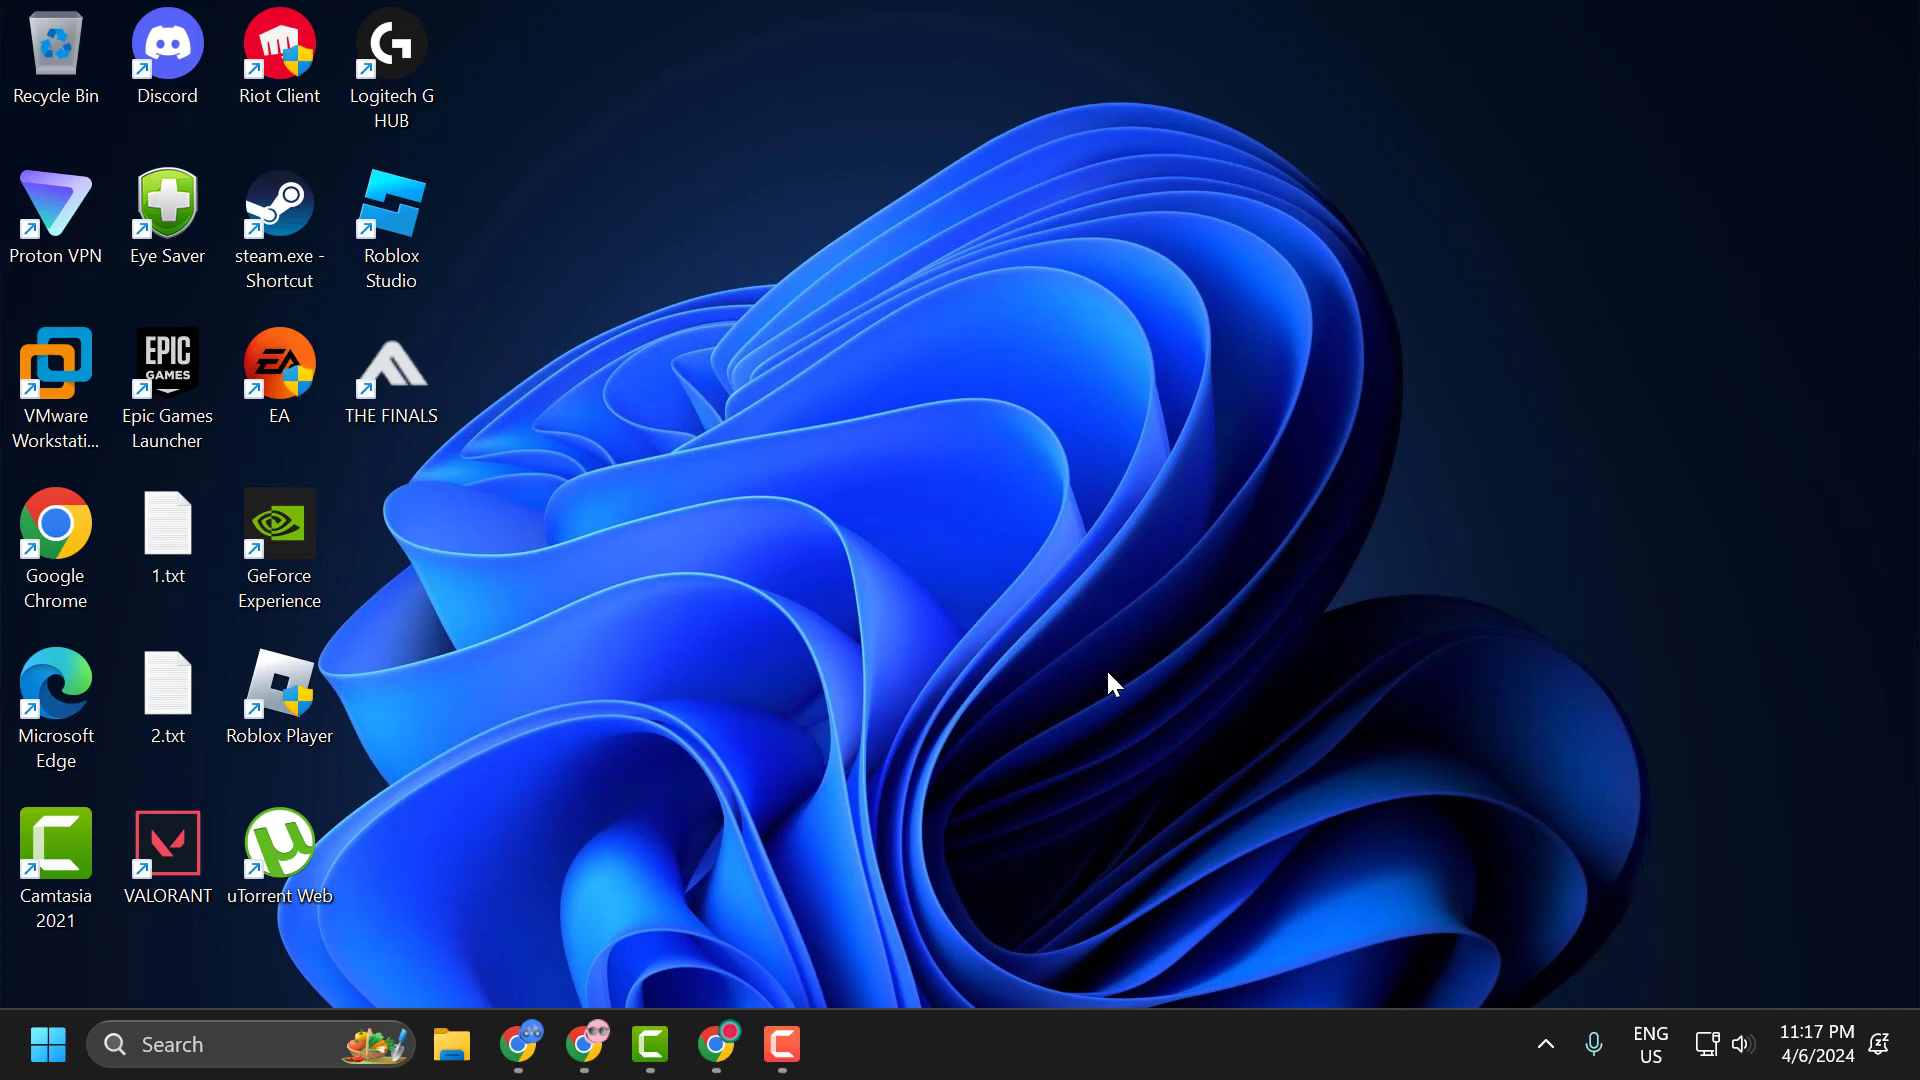 Recycle Bin
Discord
Riot Client
Logitech G
HUB
Proton VPN
Eye Saver
steam.exe -
Shortcut
Roblox
Studio
VMware
Workstati...
EPIC
GAMES
Epic Games
Launcher
EA
EA
THE FINALS
Google
Chrome
1.txt
GeForce
Experience
Microsoft
Edge
2.txt
Roblox Player
Camtasia
2021
VALORANT
uTorrent Web
Search
ENG
US
11:17 PM
4/6/2024